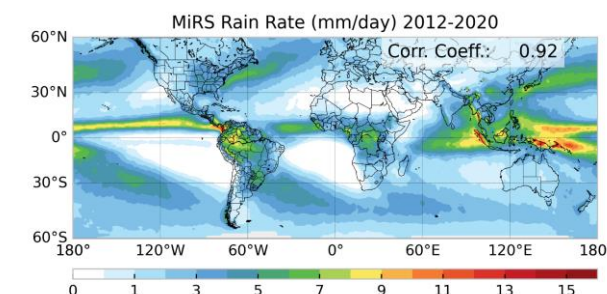 MiRS Rain Rate (mm/day) 2012-2020
60°N
Corr. Coeff.: 0.92
30°N
0°
30°S
60°S
180° 120°W 60°W 0° 60°E 120°E 180
0 1 3 5 7 9 11 13 15